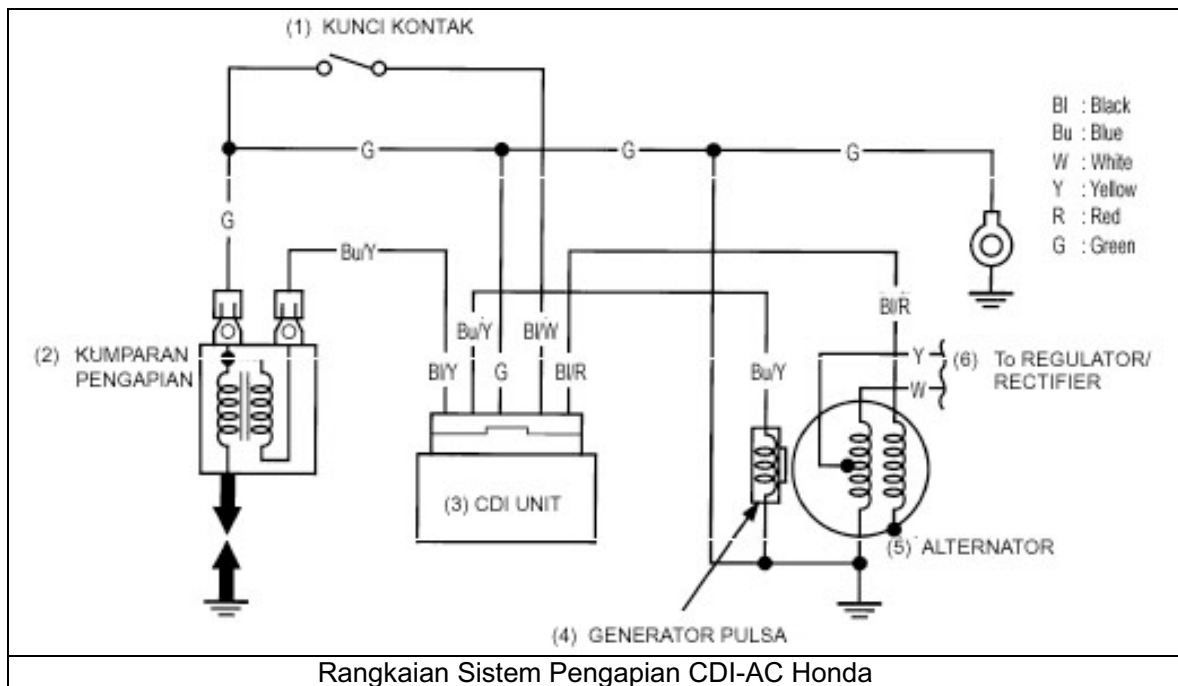 (1) KUNCI KONTAK
Bl : Black
Bu : Blue
W : White
Y : Yellow
R : Red
G : Green
G
G
G
G
Bu/Y
Bu/Y
Bl/W
Bl/Y
G
Bl/R
Bu/Y
Bl/R
Y
W
(2) KUMPARAN
PENGAPIAN
(6) To REGULATOR/
RECTIFIER
(3) CDI UNIT
(5) ALTERNATOR
(4) GENERATOR PULSA
Rangkaian Sistem Pengapian CDI-AC Honda